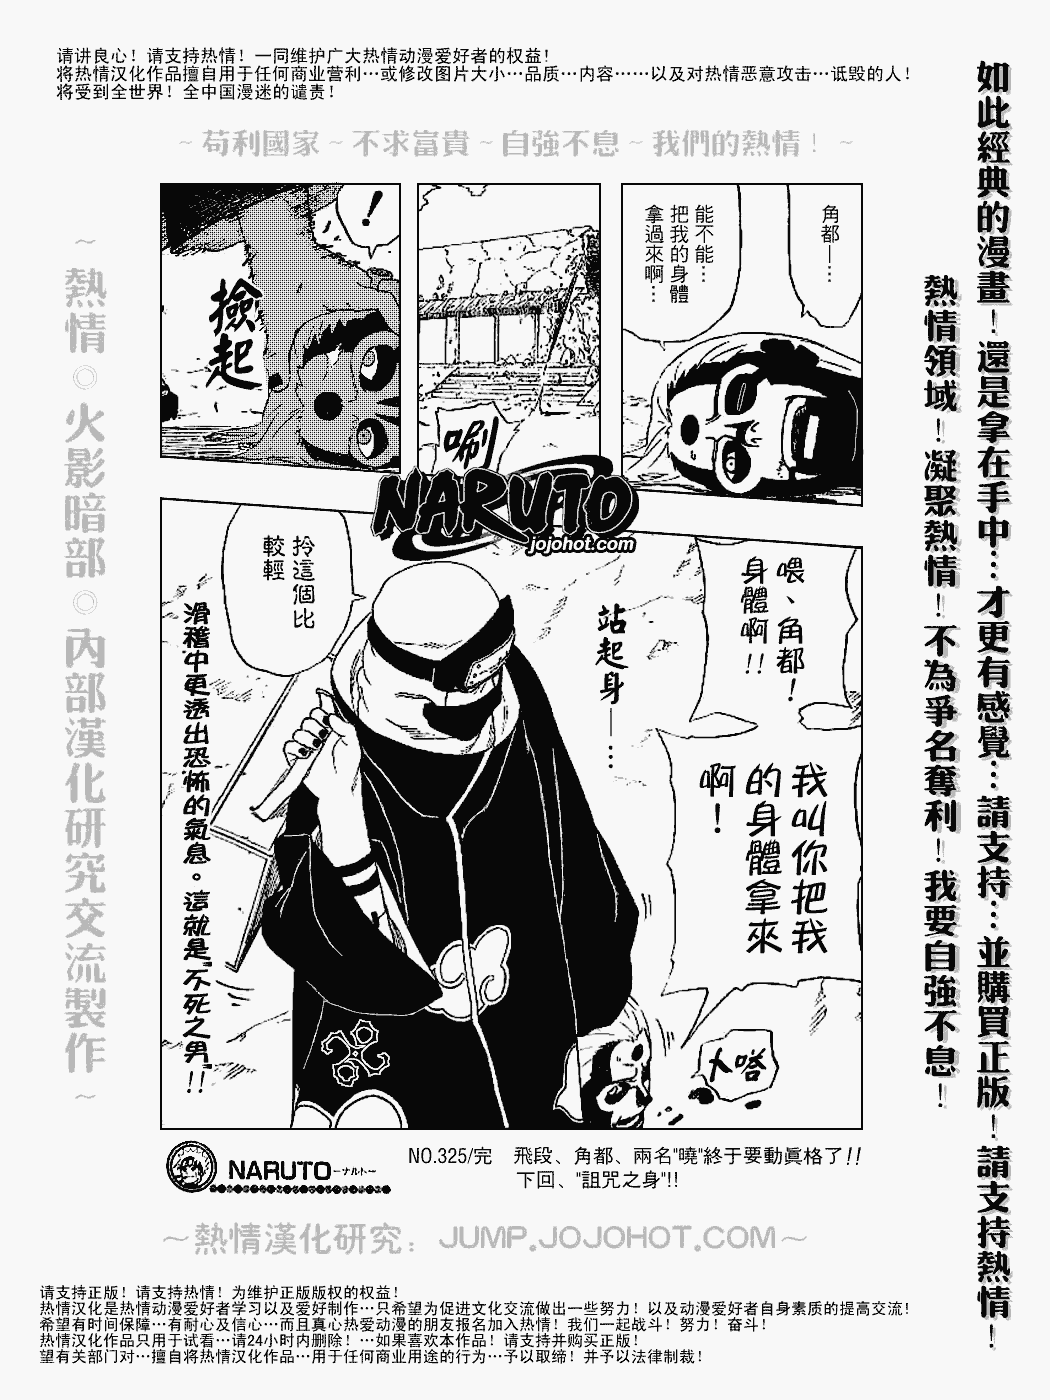 请讲良心！请支持热情！一同维护广大热情动漫爱好者的权益！
将热情汉化作品擅自用于任何商业营利…或修改图片大小…品质…内容……以及对热情恶意攻击…诋毁的人！
将受到全世界！全中国漫迷的谴责！
～苟利國家～不求富貴～自強不息～我們的熱情！～
如此經典的漫畫！還是拿在手中…才更有感覺…請支持…並購買正版！請支持熱情！
熱情領域！凝聚熱情！不為爭名奪利！我要自強不息！
～熱情◎火影暗部◎內部漢化研究交流製作～
角都——…
能不能…
把我的身體
拿過來啊…
唰
！
撿起
NARUTO
jojohot.com
喂、角都！
身體啊!!
我叫你把我
的身體拿來
啊！
站起身——…
拎這個比
較輕
滑稽中更透出恐怖的氣息。這就是"不死之男"!!
嗒
NARUTO－ナルト－
NO.325/完 飛段、角都、兩名"曉"終于要動真格了!!
下回、"詛咒之身"!!
～熱情漢化研究：JUMP.JOJOHOT.COM～
请支持正版！请支持热情！为维护正版版权的权益！
热情汉化是热情动漫爱好者学习以及爱好制作…只希望为促进文化交流做出一些努力！以及动漫爱好者自身素质的提高交流！
希望有时间保障…有耐心及信心…而且真心热爱动漫的朋友报名加入热情！我们一起战斗！努力！奋斗！
热情汉化作品只用于试看…请24小时内删除！…如果喜欢本作品！请支持并购买正版！
望有关部门对…擅自将热情汉化作品…用于任何商业用途的行为…予以取缔！并予以法律制裁！